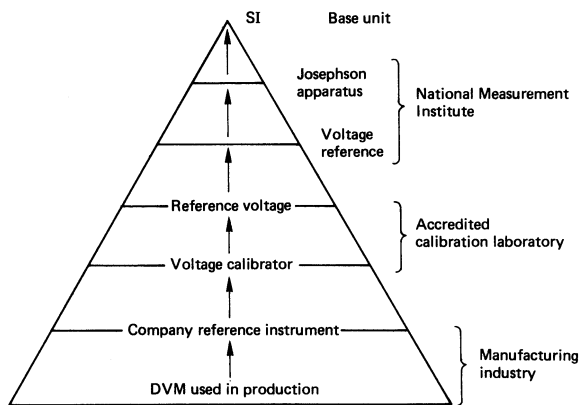 SI Base unit
Josephson
apparatus
National Measurement
Institute
Voltage
reference
Reference voltage
Accredited
calibration laboratory
Voltage calibrator
Company reference instrument
Manufacturing
industry
DVM used in production